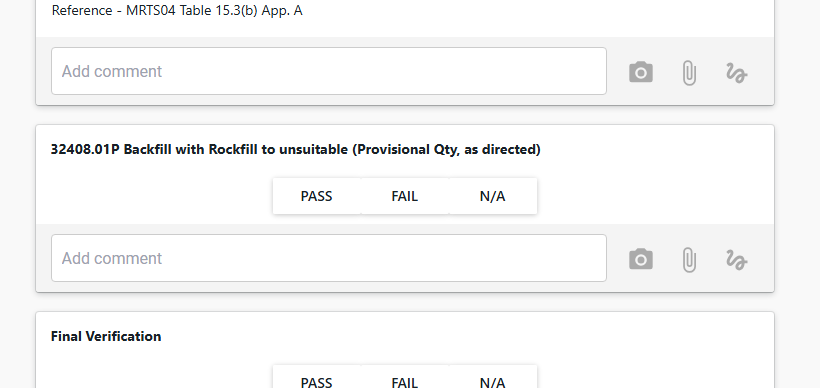 Reference - MRTS04 Table 15.3(b) App. A
Add comment
32408.01P Backfill with Rockfill to unsuitable (Provisional Qty, as directed)
PASS FAIL N/A
Add comment
Final Verification
PASS FAIL N/A